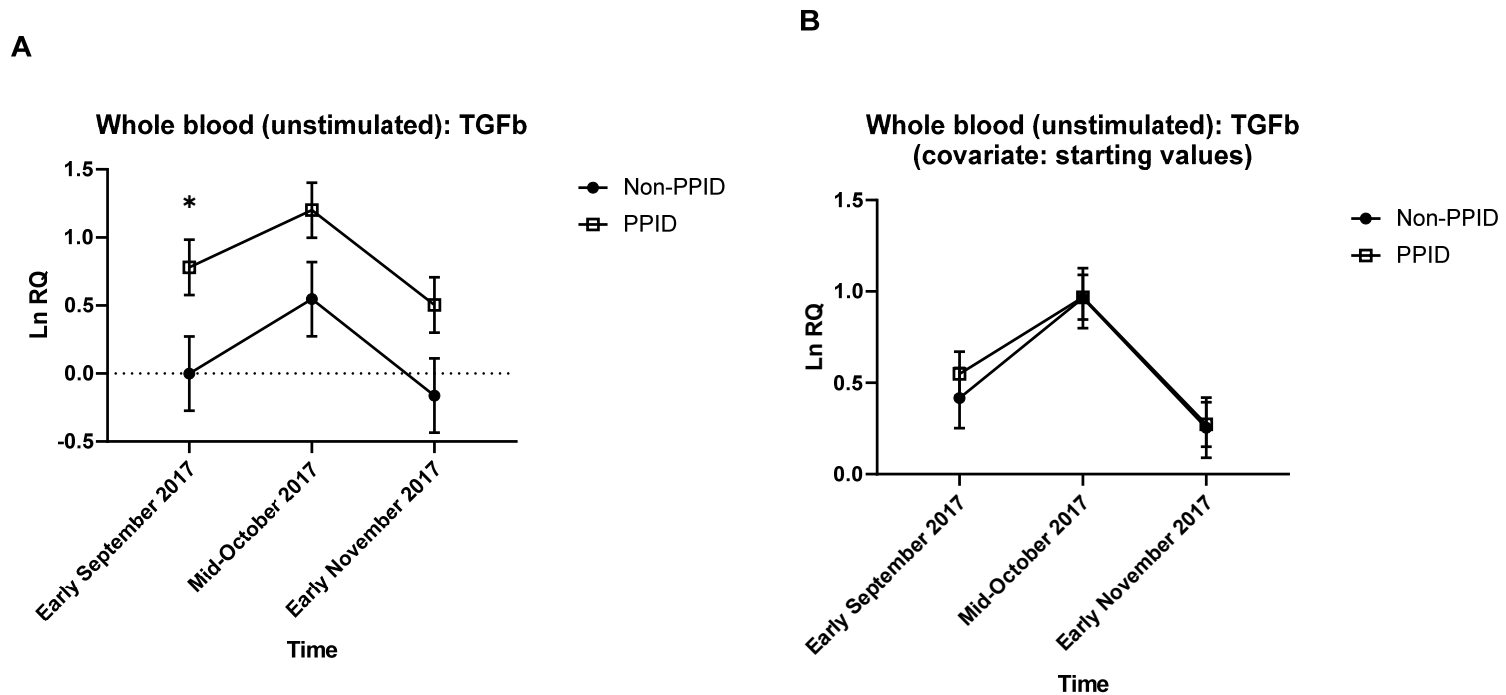 A
Whole blood (unstimulated): TGFb
1.5
1.0
0.5
0.0
-0.5
Ln RQ
*
Non-PPID
PPID
Early September 2017
Mid-October 2017
Early November 2017
Time
B
Whole blood (unstimulated): TGFb
(covariate: starting values)
1.5
1.0
0.5
0.0
Ln RQ
Non-PPID
PPID
Early September 2017
Mid-October 2017
Early November 2017
Time